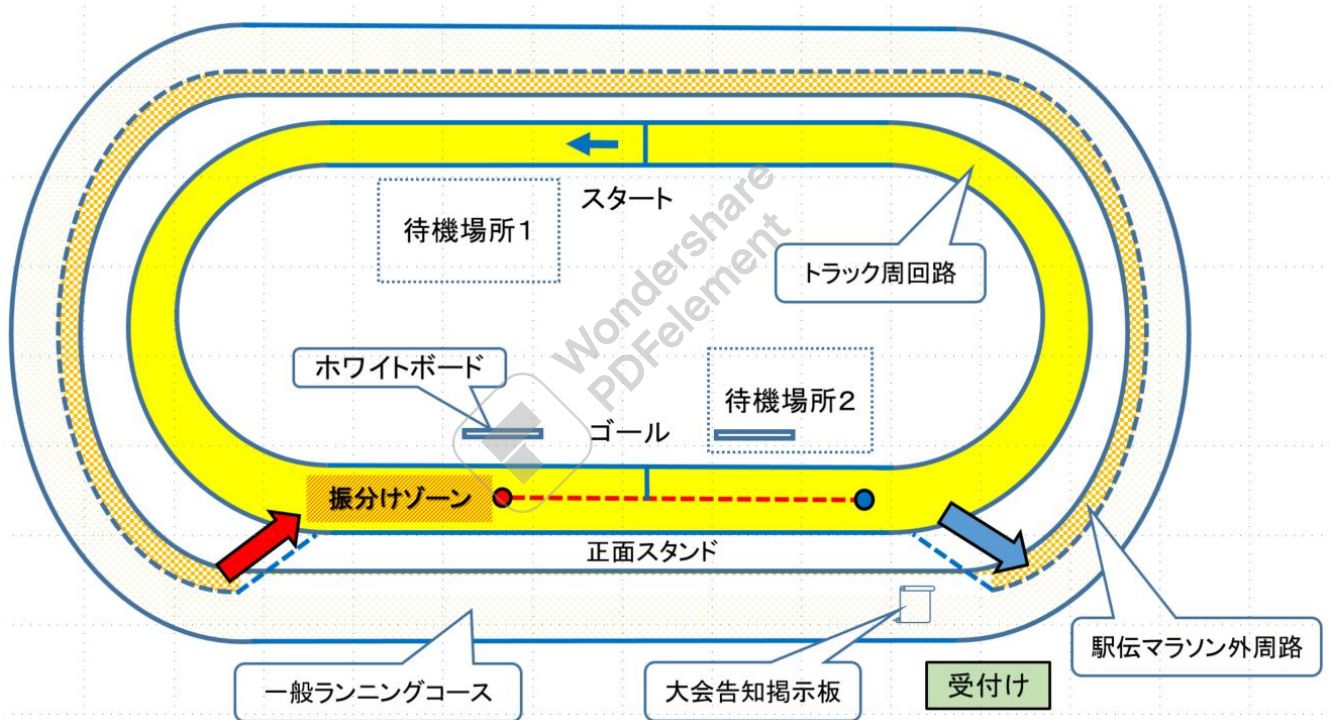 スタート
待機場所1
トラック周回路
Wondershare
PDFelement
ホワイトボード
待機場所2
ゴール
振分けゾーン
正面スタンド
駅伝マラソン外周路
一般ランニングコース
大会告知掲示板
受付け